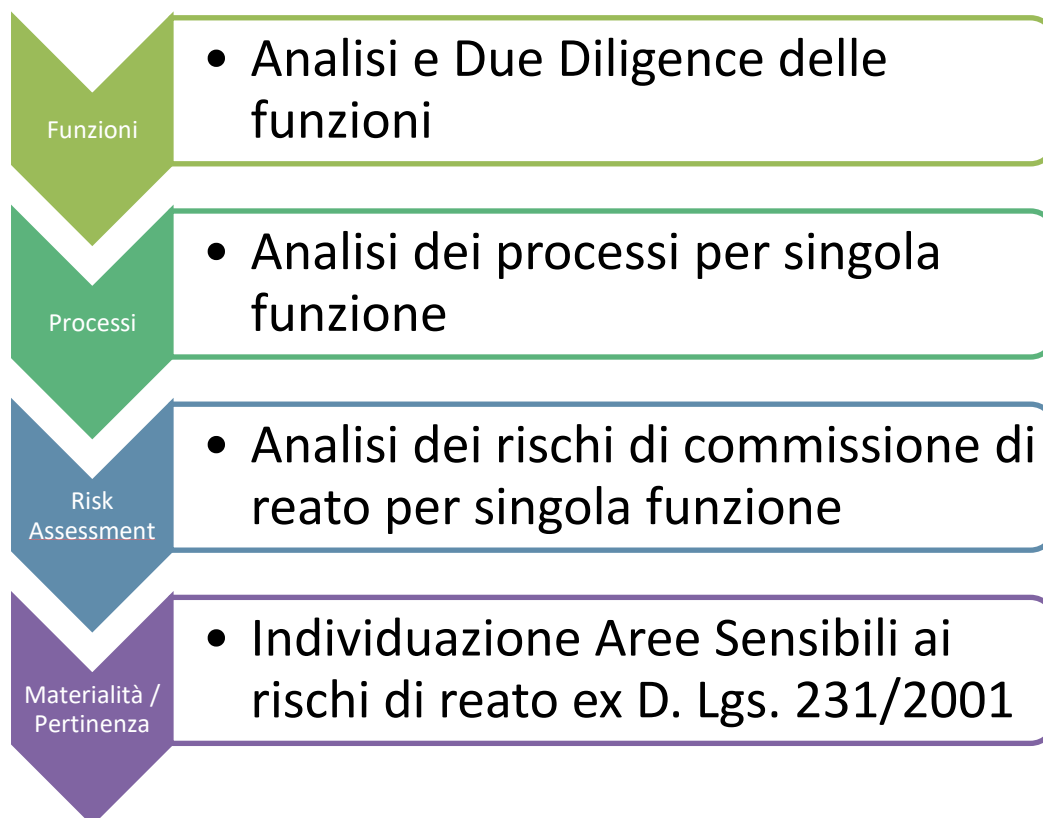 Funzioni
• Analisi e Due Diligence delle
funzioni
Processi
• Analisi dei processi per singola
funzione
Risk
Assessment
• Analisi dei rischi di commissione di
reato per singola funzione
Materialità /
Pertinenza
• Individuazione Aree Sensibili ai
rischi di reato ex D. Lgs. 231/2001